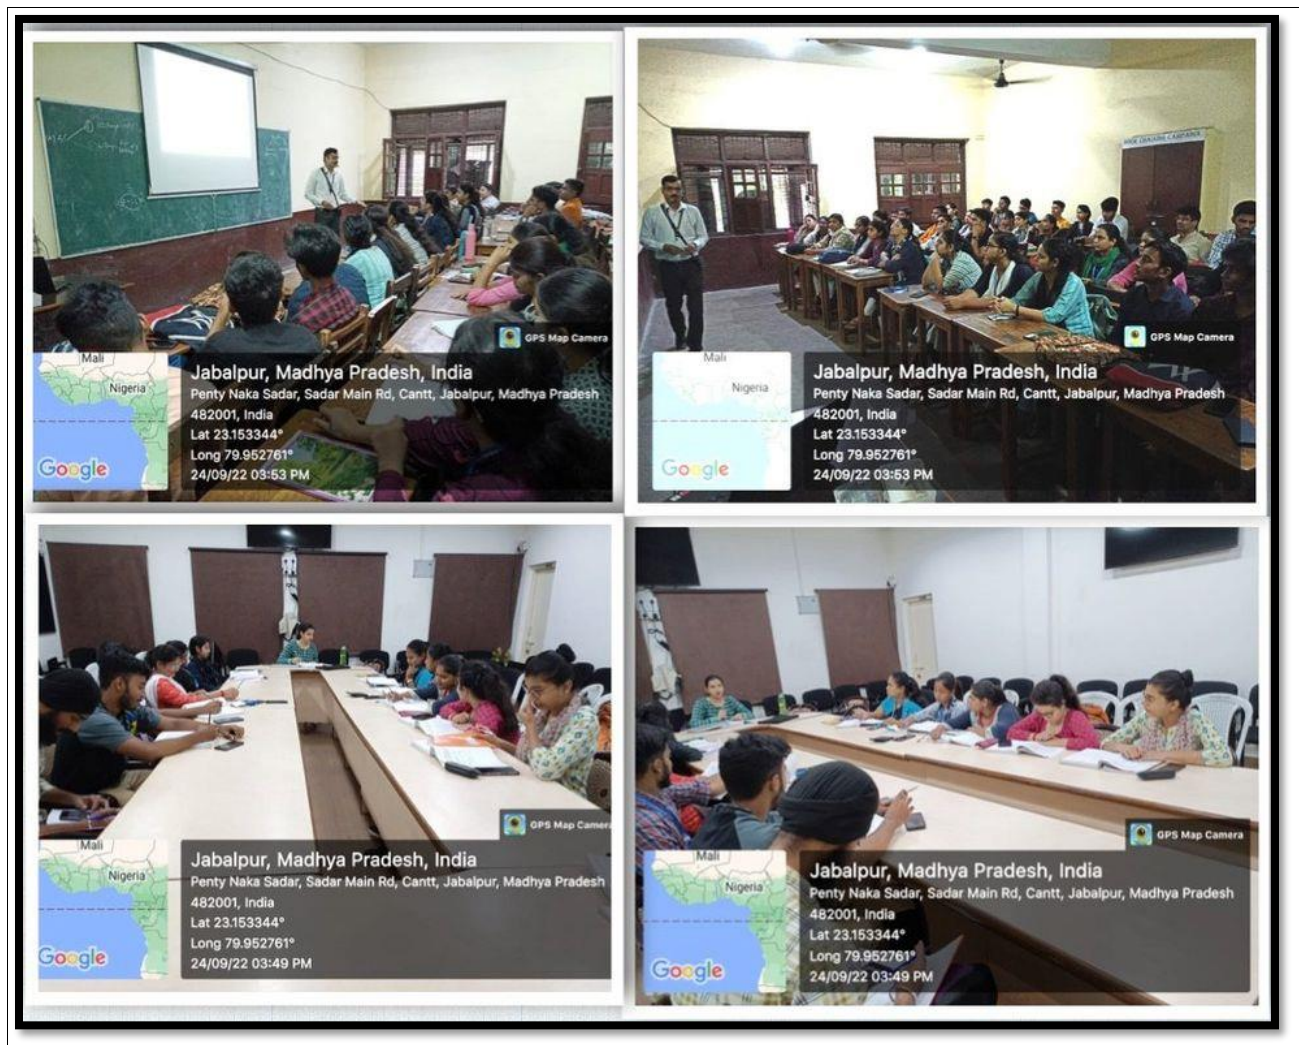 GPS Map Camera
Mali
Nigeria
Google
Jabalpur, Madhya Pradesh, India
Penty Naka Sadar, Sadar Main Rd, Cantt, Jabalpur, Madhya Pradesh
482001, India
Lat 23.153344°
Long 79.952761°
24/09/22 03:53 PM
GPS Map Camera
Mali
Nigeria
Google
Jabalpur, Madhya Pradesh, India
Penty Naka Sadar, Sadar Main Rd, Cantt, Jabalpur, Madhya Pradesh
482001, India
Lat 23.153344°
Long 79.952761°
24/09/22 03:53 PM
GPS Map Camera
Mali
Nigeria
Google
Jabalpur, Madhya Pradesh, India
Penty Naka Sadar, Sadar Main Rd, Cantt, Jabalpur, Madhya Pradesh
482001, India
Lat 23.153344°
Long 79.952761°
24/09/22 03:49 PM
GPS Map Camera
Mali
Nigeria
Google
Jabalpur, Madhya Pradesh, India
Penty Naka Sadar, Sadar Main Rd, Cantt, Jabalpur, Madhya Pradesh
482001, India
Lat 23.153344°
Long 79.952761°
24/09/22 03:49 PM